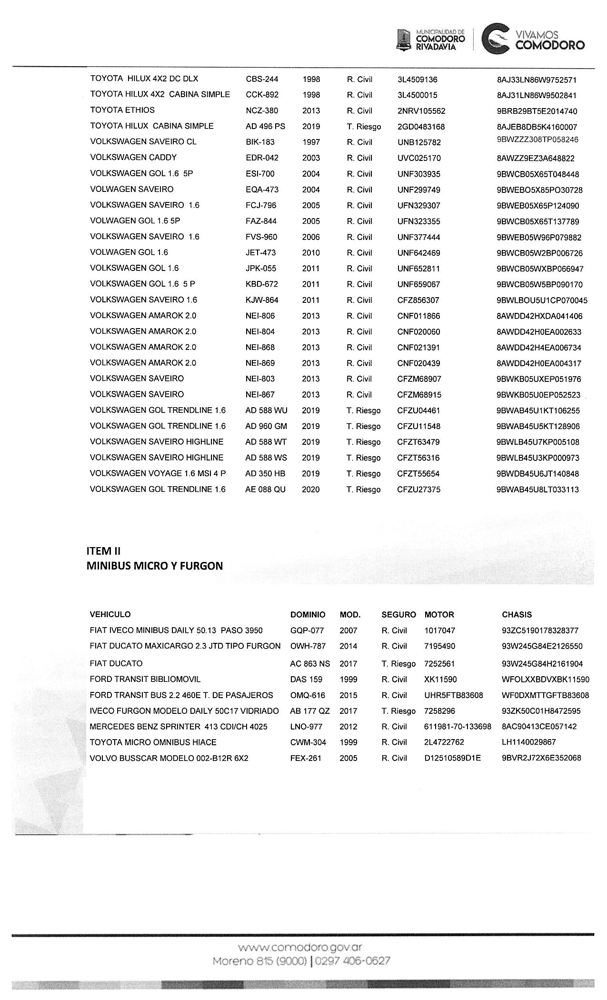 MUNICIPALIDAD DE
COMODORO
RIVADAVIA
VIVAMOS
COMODORO
TOYOTA HILUX 4X2 DC DLX CBS-244 1998 R. Civil 3L4509136 8AJ33LN86W9752571
TOYOTA HILUX 4X2 CABINA SIMPLE CCK-892 1998 R. Civil 3L4500015 8AJ31LN86W9502841
TOYOTA ETHIOS NCZ-380 2013 R. Civil 2NRV105562 9BRB29BT5E2014740
TOYOTA HILUX CABINA SIMPLE AD 496 PS 2019 T. Riesgo 2GD0483168 8AJEB8DB5K4160007
VOLKSWAGEN SAVEIRO CL BIK-183 1997 R. Civil UNB125782 9BWZZZ308TP058246
VOLKSWAGEN CADDY EDR-042 2003 R. Civil UVC025170 8AWZZ9EZ3A648822
VOLKSWAGEN GOL 1.6 5P ESI-700 2004 R. Civil UNF303935 9BWCB05X65T048448
VOLWAGEN SAVEIRO EQA-473 2004 R. Civil UNF299749 9BWEBO5X85PO30728
VOLKSWAGEN SAVEIRO 1.6 FCJ-796 2005 R. Civil UFN329307 9BWEB05X65P124090
VOLWAGEN GOL 1.6 5P FAZ-844 2005 R. Civil UFN323355 9BWCB05X65T137789
VOLKSWAGEN SAVEIRO 1.6 FVS-960 2006 R. Civil UNF377444 9BWEB05W96P079882
VOLWAGEN GOL 1.6 JET-473 2010 R. Civil UNF642469 9BWCB05W2BP006726
VOLKSWAGEN GOL 1.6 JPK-055 2011 R. Civil UNF652811 9BWCB05WXBP066947
VOLKSWAGEN GOL 1.6 5 P KBD-672 2011 R. Civil UNF659067 9BWCB05W5BP090170
VOLKSWAGEN SAVEIRO 1.6 KJW-864 2011 R. Civil CFZ856307 9BWLBOU5U1CP070045
VOLKSWAGEN AMAROK 2.0 NEI-806 2013 R. Civil CNF011866 8AWDD42HXDA041406
VOLKSWAGEN AMAROK 2.0 NEI-804 2013 R. Civil CNF020060 8AWDD42H0EA002633
VOLKSWAGEN AMAROK 2.0 NEI-868 2013 R. Civil CNF021391 8AWDD42H4EA006734
VOLKSWAGEN AMAROK 2.0 NEI-869 2013 R. Civil CNF020439 8AWDD42H0EA004317
VOLKSWAGEN SAVEIRO NEI-803 2013 R. Civil CFZM68907 9BWKB05UXEP051976
VOLKSWAGEN SAVEIRO NEI-867 2013 R. Civil CFZM68915 9BWKB05U0EP052523
VOLKSWAGEN GOL TRENDLINE 1.6 AD 588 WU 2019 T. Riesgo CFZU04461 9BWAB45U1KT106255
VOLKSWAGEN GOL TRENDLINE 1.6 AD 960 GM 2019 T. Riesgo CFZU11548 9BWAB45U5KT128906
VOLKSWAGEN SAVEIRO HIGHLINE AD 588 WT 2019 T. Riesgo CFZT63479 9BWLB45U7KP005108
VOLKSWAGEN SAVEIRO HIGHLINE AD 588 WS 2019 T. Riesgo CFZT56316 9BWLB45U3KP000973
VOLKSWAGEN VOYAGE 1.6 MSI 4 P AD 350 HB 2019 T. Riesgo CFZT55654 9BWDB45U6JT140848
VOLKSWAGEN GOL TRENDLINE 1.6 AE 088 QU 2020 T. Riesgo CFZU27375 9BWAB45U8LT033113
ITEM II
MINIBUS MICRO Y FURGON
VEHICULO DOMINIO MOD. SEGURO MOTOR CHASIS
FIAT IVECO MINIBUS DAILY 50.13 PASO 3950 GQP-077 2007 R. Civil 1017047 93ZC5190178328377
FIAT DUCATO MAXICARGO 2.3 JTD TIPO FURGON OWH-787 2014 R. Civil 7195490 93W245G84E2126550
FIAT DUCATO AC 863 NS 2017 T. Riesgo 7252561 93W245G84H2161904
FORD TRANSIT BIBLIOMOVIL DAS 159 1999 R. Civil XK11590 WFOLXXBDVXBK11590
FORD TRANSIT BUS 2.2 460E T. DE PASAJEROS OMQ-616 2015 R. Civil UHR5FTB83608 WF0DXMTTGFTB83608
IVECO FURGON MODELO DAILY 50C17 VIDRIADO AB 177 QZ 2017 T. Riesgo 7258296 93ZK50C01H8472595
MERCEDES BENZ SPRINTER 413 CDI/CH 4025 LNO-977 2012 R. Civil 611981-70-133698 8AC90413CE057142
TOYOTA MICRO OMNIBUS HIACE CWM-304 1999 R. Civil 2L4722762 LH1140029867
VOLVO BUSSCAR MODELO 002-B12R 6X2 FEX-261 2005 R. Civil D12510589D1E 9BVR2J72X6E352068
www.comodoro.gov.ar
Moreno 815 (9000) | 0297 406-0627